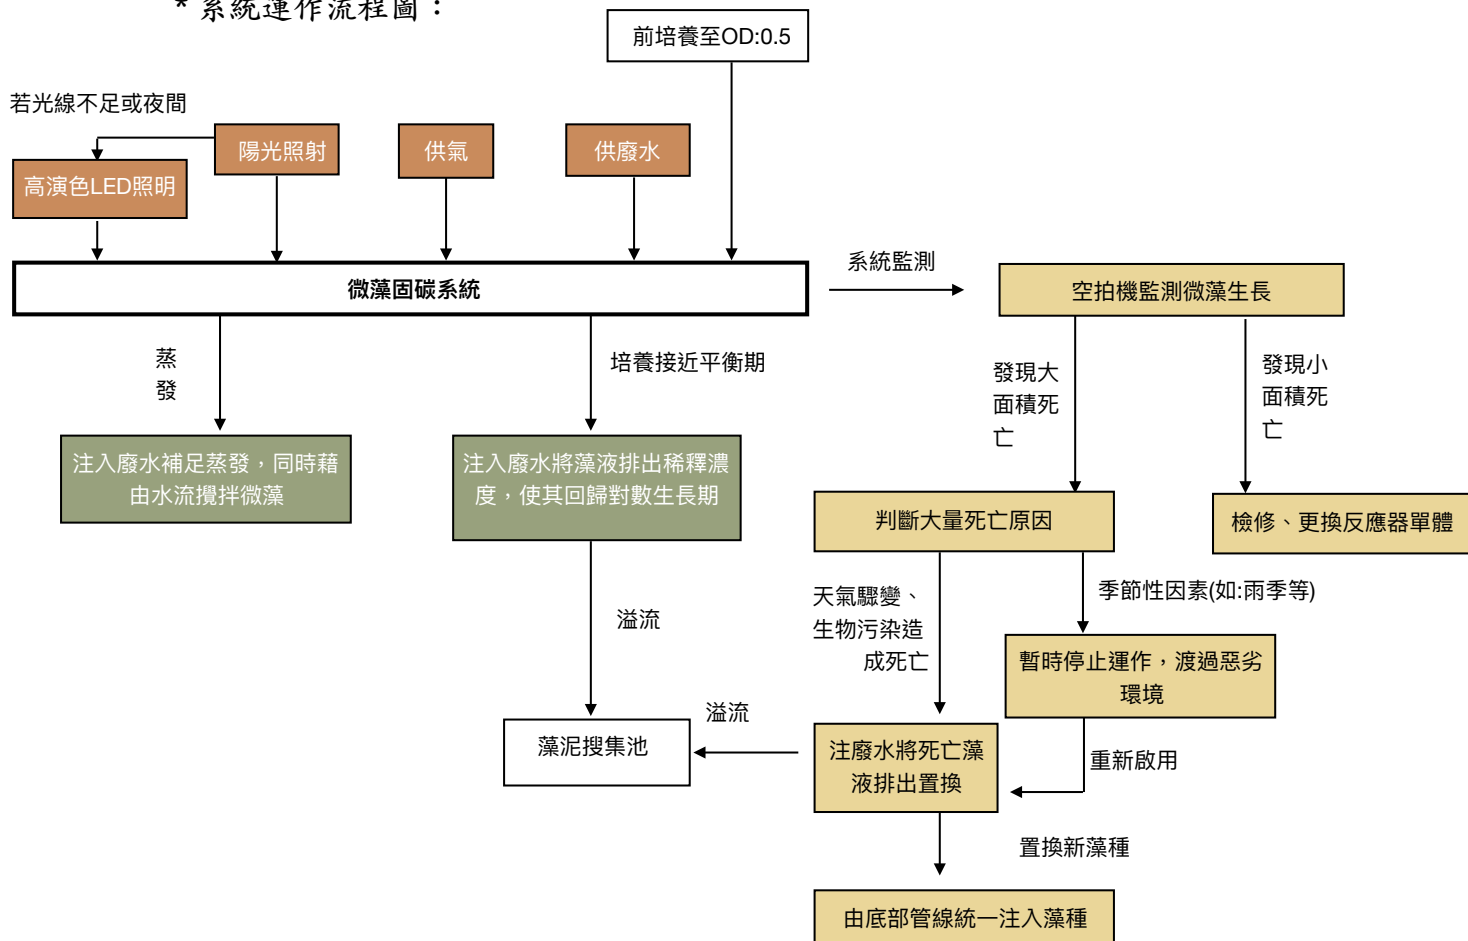 * 系統運作流程圖：
前培養至OD:0.5
若光線不足或夜間
陽光照射
供氣
供廢水
高演色LED照明
微藻固碳系統
系統監測
空拍機監測微藻生長
蒸
發
培養接近平衡期
發現大
面積死
亡
發現小
面積死
亡
注入廢水補足蒸發，同時藉
由水流攪拌微藻
注入廢水將藻液排出稀釋濃
度，使其回歸對數生長期
判斷大量死亡原因
檢修、更換反應器單體
天氣驟變、
生物污染造
成死亡
季節性因素(如:雨季等)
溢流
暫時停止運作，渡過惡劣
環境
溢流
藻泥搜集池
注廢水將死亡藻
液排出置換
重新啟用
置換新藻種
由底部管線統一注入藻種